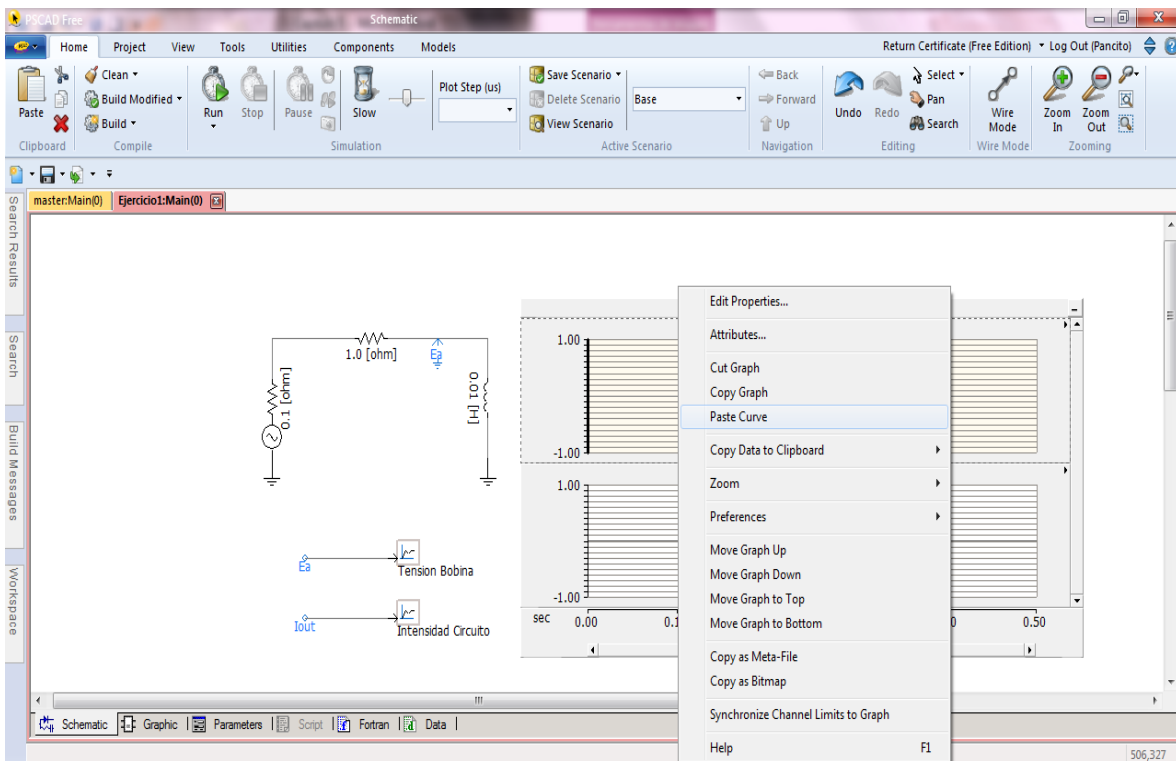 PSCAD Free
Schematic
Home Project View Tools Utilities Components Models
Return Certificate (Free Edition) Log Out (Pancito)
Paste
Clean
Build Modified
Build
Run Stop Pause Slow
Plot Step (us)
Save Scenario
Delete Scenario
View Scenario
Base
Back
Forward
Up
Undo Redo
Select
Pan
Search
Wire Mode
Zoom In
Zoom Out
Clipboard Compile Simulation Active Scenario Navigation Editing Wire Mode Zooming
master:Main(0) Ejercicio1:Main(0)
Search Results
Search
Build Messages
Workspace
1.0 [ohm]
Ea
0.1 [ohm]
0.01 [H]
Ea
Tension Bobina
Iout
Intensidad Circuito
1.00
-1.00
1.00
-1.00
sec 0.00 0.1 0 0.50
Edit Properties...
Attributes...
Cut Graph
Copy Graph
Paste Curve
Copy Data to Clipboard
Zoom
Preferences
Move Graph Up
Move Graph Down
Move Graph to Top
Move Graph to Bottom
Copy as Meta-File
Copy as Bitmap
Synchronize Channel Limits to Graph
Help F1
Schematic Graphic Parameters Script Fortran Data
506,327